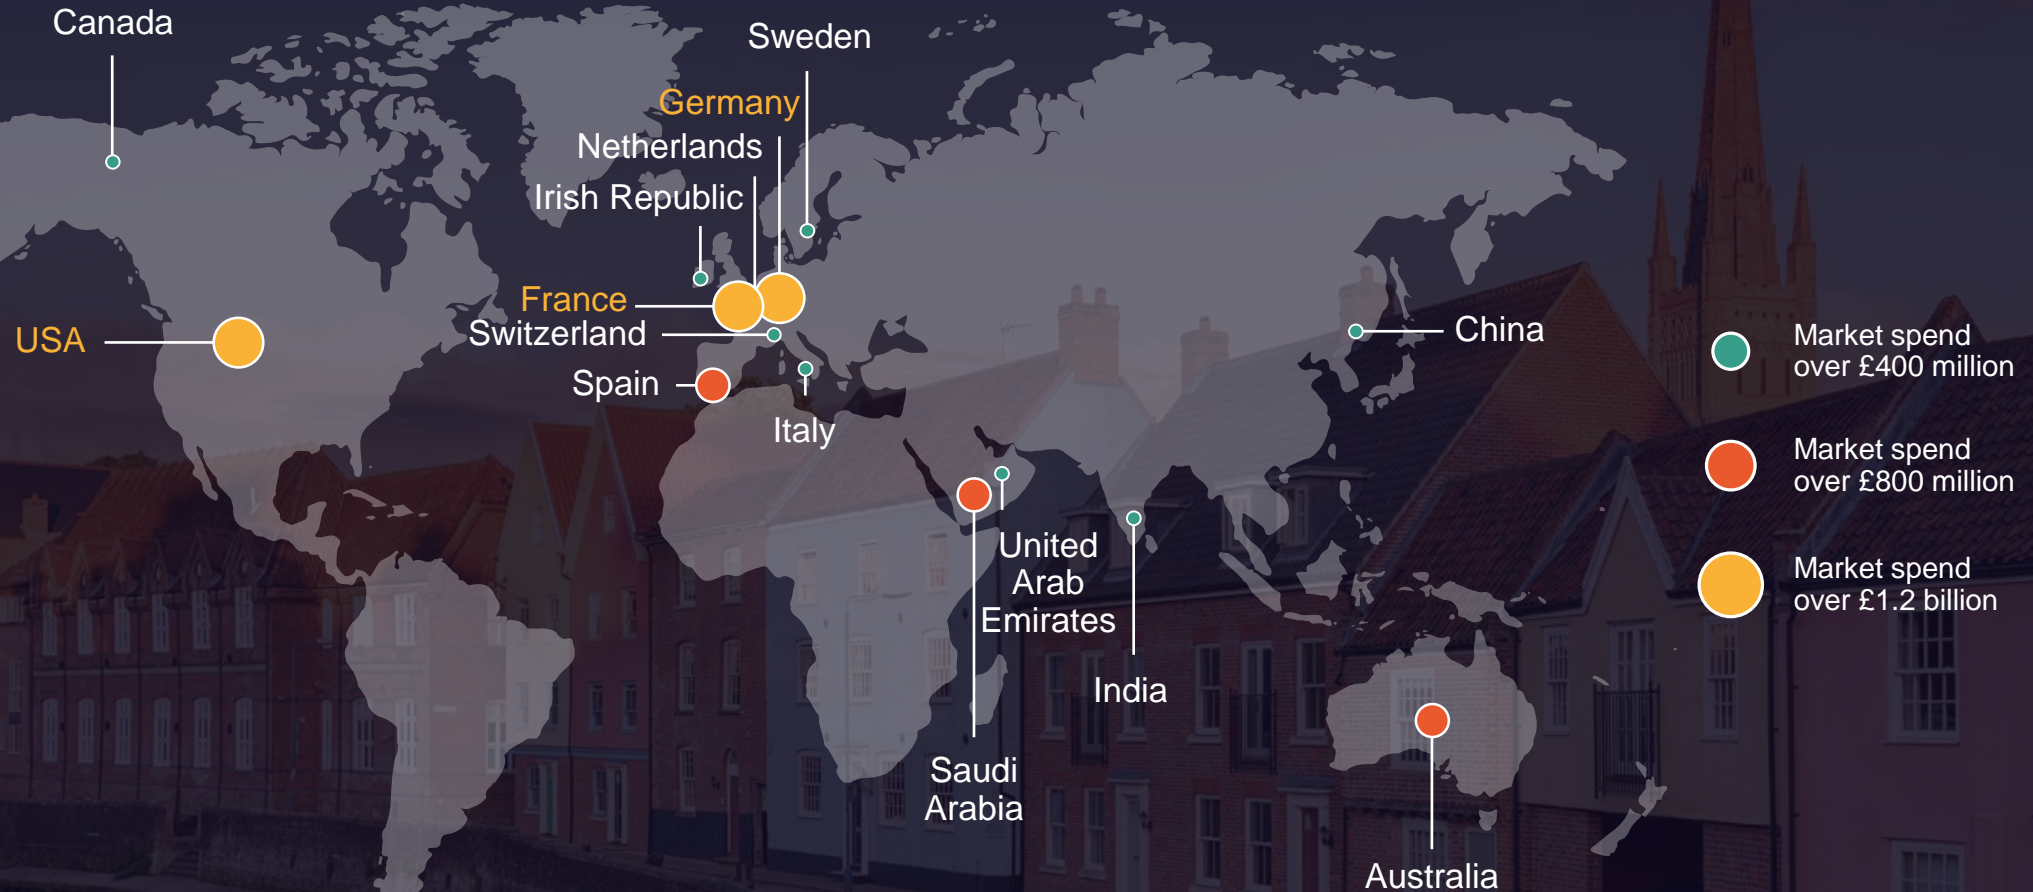 Canada
Sweden
Germany
Netherlands
Irish Republic
France
Switzerland
USA
Spain
Italy
China
United
Arab
Emirates
India
Saudi
Arabia
Australia
Market spend
over £400 million
Market spend
over £800 million
Market spend
over £1.2 billion